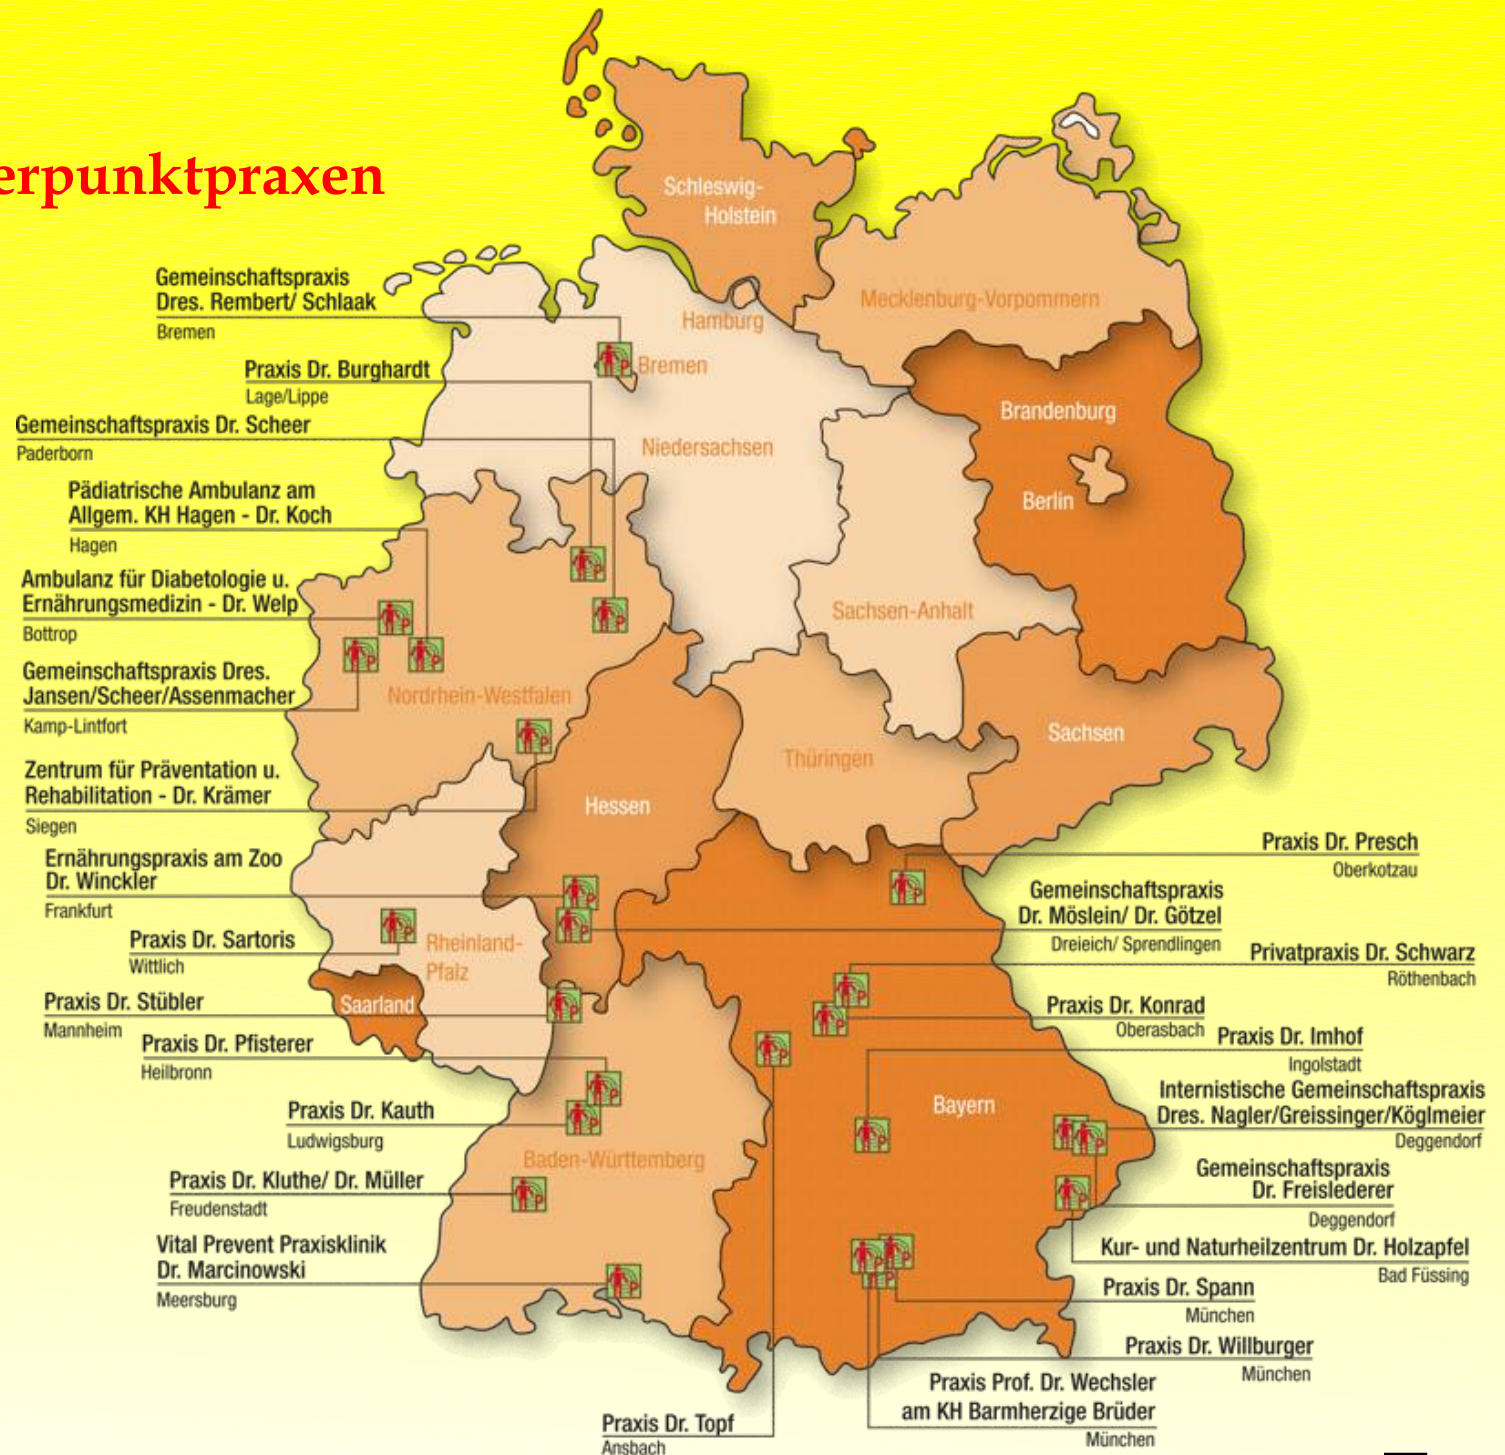 erpunktpraxen
Schleswig-
Holstein
Mecklenburg-Vorpommern
Hamburg
Bremen
Niedersachsen
Brandenburg
Berlin
Sachsen-Anhalt
Nordrhein-Westfalen
Sachsen
Thüringen
Hessen
Rheinland-
Pfalz
Saarland
Bayern
Baden-Württemberg
Gemeinschaftspraxis
Dres. Rembert/ Schlaak
Bremen
Praxis Dr. Burghardt
Lage/Lippe
Gemeinschaftspraxis Dr. Scheer
Paderborn
Pädiatrische Ambulanz am
Allgem. KH Hagen - Dr. Koch
Hagen
Ambulanz für Diabetologie u.
Ernährungsmedizin - Dr. Welp
Bottrop
Gemeinschaftspraxis Dres.
Jansen/Scheer/Assenmacher
Kamp-Lintfort
Zentrum für Präventation u.
Rehabilitation - Dr. Krämer
Siegen
Ernährungspraxis am Zoo
Dr. Winckler
Frankfurt
Praxis Dr. Sartoris
Wittlich
Praxis Dr. Stübler
Mannheim
Praxis Dr. Pfisterer
Heilbronn
Praxis Dr. Kauth
Ludwigsburg
Praxis Dr. Kluthe/ Dr. Müller
Freudenstadt
Vital Prevent Praxisklinik
Dr. Marcinowski
Meersburg
Praxis Dr. Presch
Oberkotzau
Gemeinschaftspraxis
Dr. Möslein/ Dr. Götzel
Dreieich/ Sprendlingen
Privatpraxis Dr. Schwarz
Röthenbach
Praxis Dr. Konrad
Oberasbach
Praxis Dr. Imhof
Ingolstadt
Internistische Gemeinschaftspraxis
Dres. Nagler/Greissinger/Köglmeier
Deggendorf
Gemeinschaftspraxis
Dr. Freislederer
Deggendorf
Kur- und Naturheilzentrum Dr. Holzapfel
Bad Füssing
Praxis Dr. Spann
München
Praxis Dr. Willburger
München
Praxis Prof. Dr. Wechsler
am KH Barmherzige Brüder
München
Praxis Dr. Topf
Ansbach